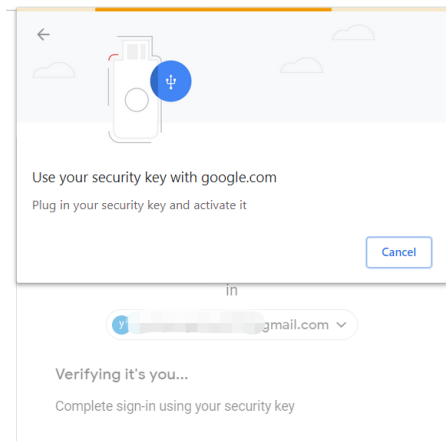 Use your security key with google.com
Plug in your security key and activate it
Cancel
in
y gmail.com
Verifying it's you...
Complete sign-in using your security key